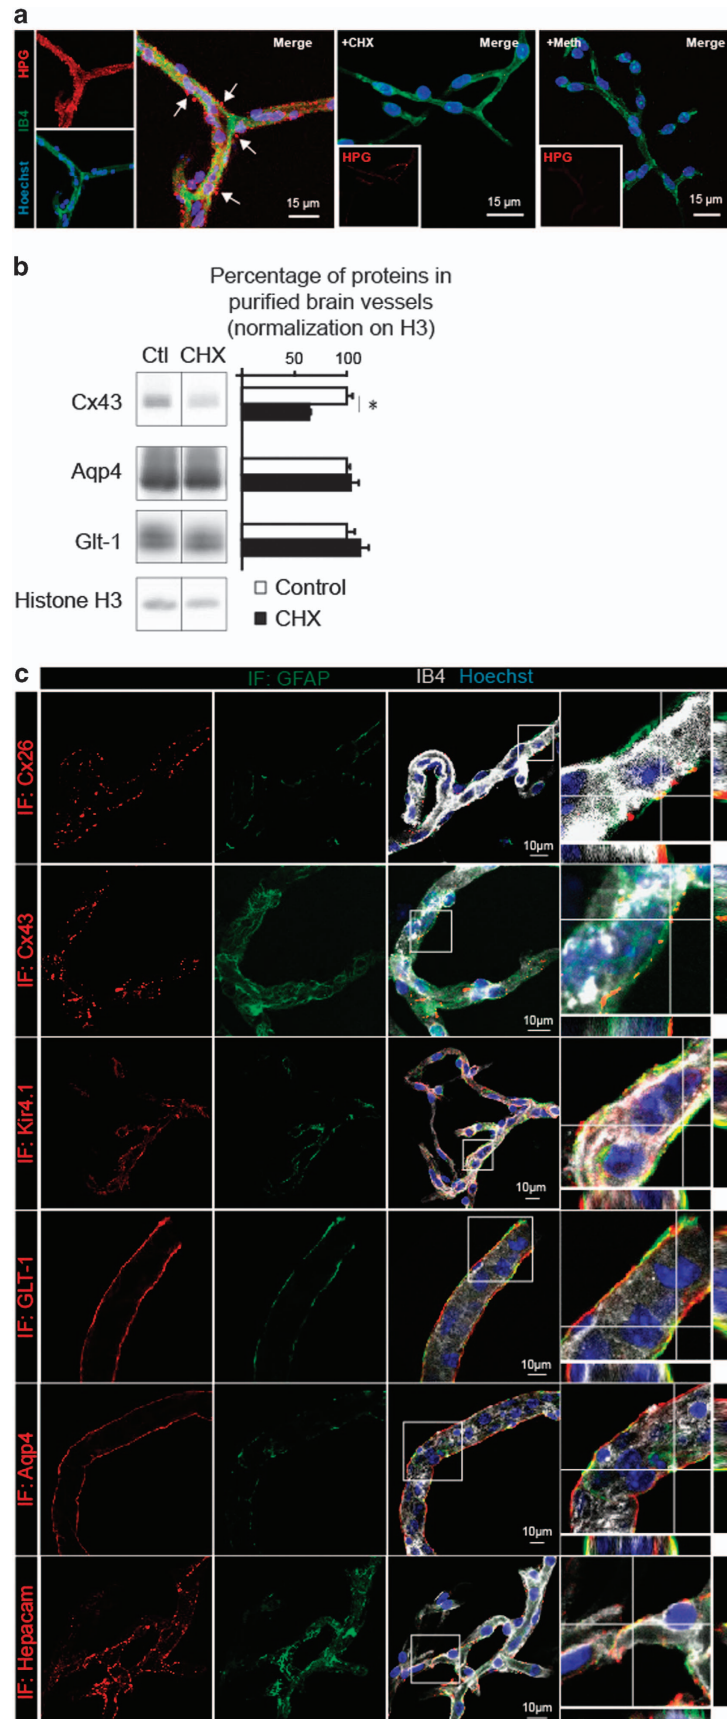 a
HPG
IB4
Hoechst
Merge
15 µm
+CHX
Merge
HPG
15 µm
+Meth
Merge
HPG
15 µm
b
Percentage of proteins in
purified brain vessels
(normalization on H3)
Ctl CHX
50 100
Cx43
*
Aqp4
Glt-1
Histone H3
Control
CHX
c
IF: GFAP IB4 Hoechst
IF: Cx26
10µm
IF: Cx43
10µm
IF: Kir4.1
10µm
IF: GLT-1
10µm
IF: Aqp4
10µm
IF: Hepacam
10µm